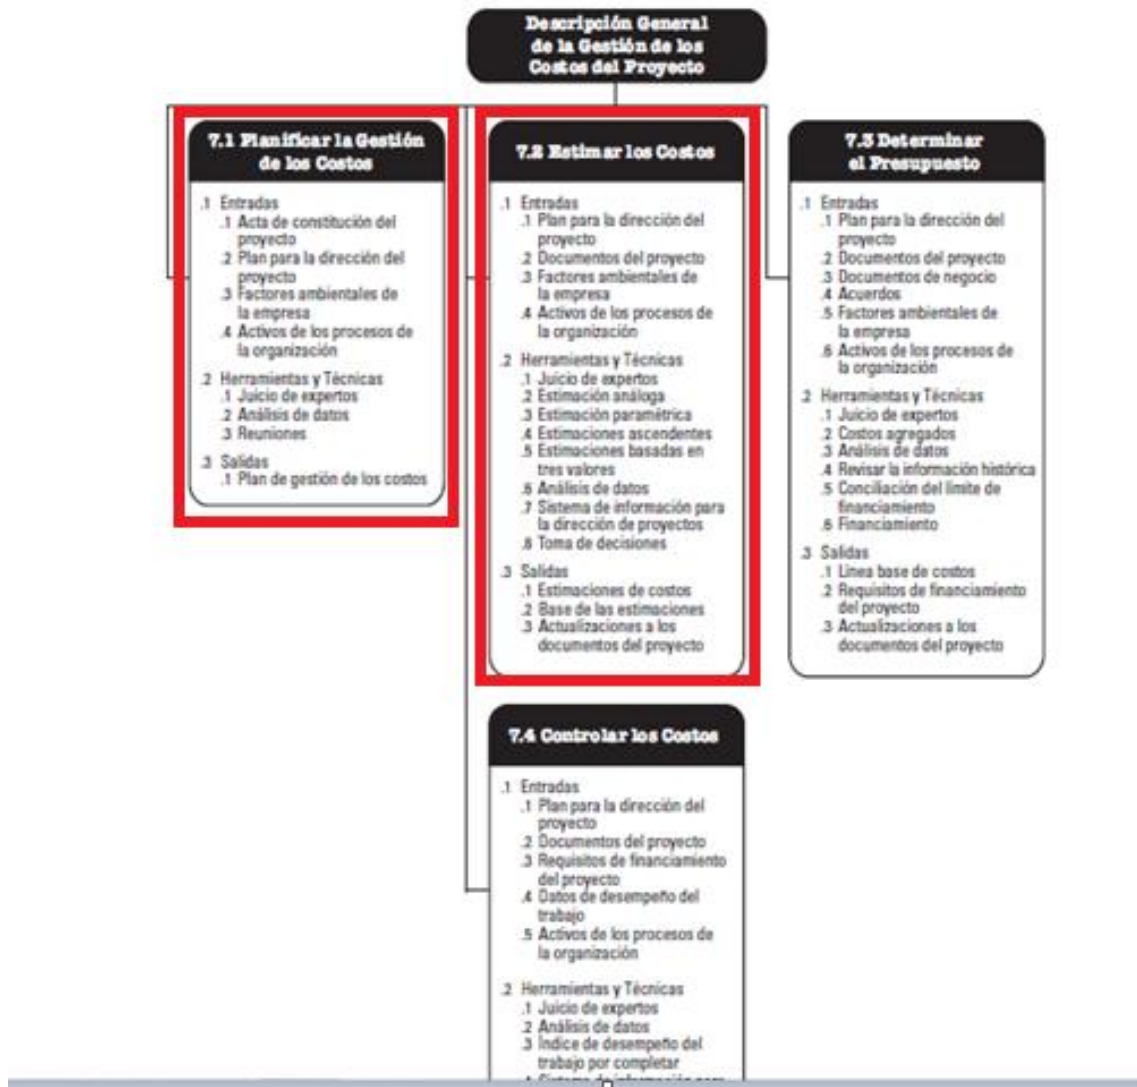 Descripción General
de la Gestión de los
Costos del Proyecto
7.1 Planificar la Gestión
de los Costos
.1 Entradas
.1 Acta de constitución del
proyecto
.2 Plan para la dirección del
proyecto
.3 Factores ambientales de
la empresa
.4 Activos de los procesos de
la organización
.2 Herramientas y Técnicas
.1 Juicio de expertos
.2 Análisis de datos
.3 Reuniones
.3 Salidas
.1 Plan de gestión de los costos
7.2 Estimar los Costos
.1 Entradas
.1 Plan para la dirección del
proyecto
.2 Documentos del proyecto
.3 Factores ambientales de
la empresa
.4 Activos de los procesos de
la organización
.2 Herramientas y Técnicas
.1 Juicio de expertos
.2 Estimación análoga
.3 Estimación paramétrica
.4 Estimaciones ascendentes
.5 Estimaciones basadas en
tres valores
.6 Análisis de datos
.7 Sistema de información para
la dirección de proyectos
.8 Toma de decisiones
.3 Salidas
.1 Estimaciones de costos
.2 Base de las estimaciones
.3 Actualizaciones a los
documentos del proyecto
7.3 Determinar
el Presupuesto
.1 Entradas
.1 Plan para la dirección del
proyecto
.2 Documentos del proyecto
.3 Documentos de negocio
.4 Acuerdos
.5 Factores ambientales de
la empresa
.6 Activos de los procesos de
la organización
.2 Herramientas y Técnicas
.1 Juicio de expertos
.2 Costos agregados
.3 Análisis de datos
.4 Revisar la información histórica
.5 Conciliación del límite de
financiamiento
.6 Financiamiento
.3 Salidas
.1 Línea base de costos
.2 Requisitos de financiamiento
del proyecto
.3 Actualizaciones a los
documentos del proyecto
7.4 Controlar los Costos
.1 Entradas
.1 Plan para la dirección del
proyecto
.2 Documentos del proyecto
.3 Requisitos de financiamiento
del proyecto
.4 Datos de desempeño del
trabajo
.5 Activos de los procesos de
la organización
.2 Herramientas y Técnicas
.1 Juicio de expertos
.2 Análisis de datos
.3 Índice de desempeño del
trabajo por completar